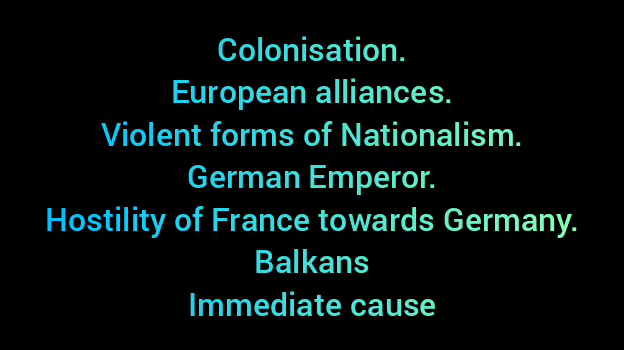 Colonisation.
European alliances.
Violent forms of Nationalism.
German Emperor.
Hostility of France towards Germany.
Balkans
Immediate cause